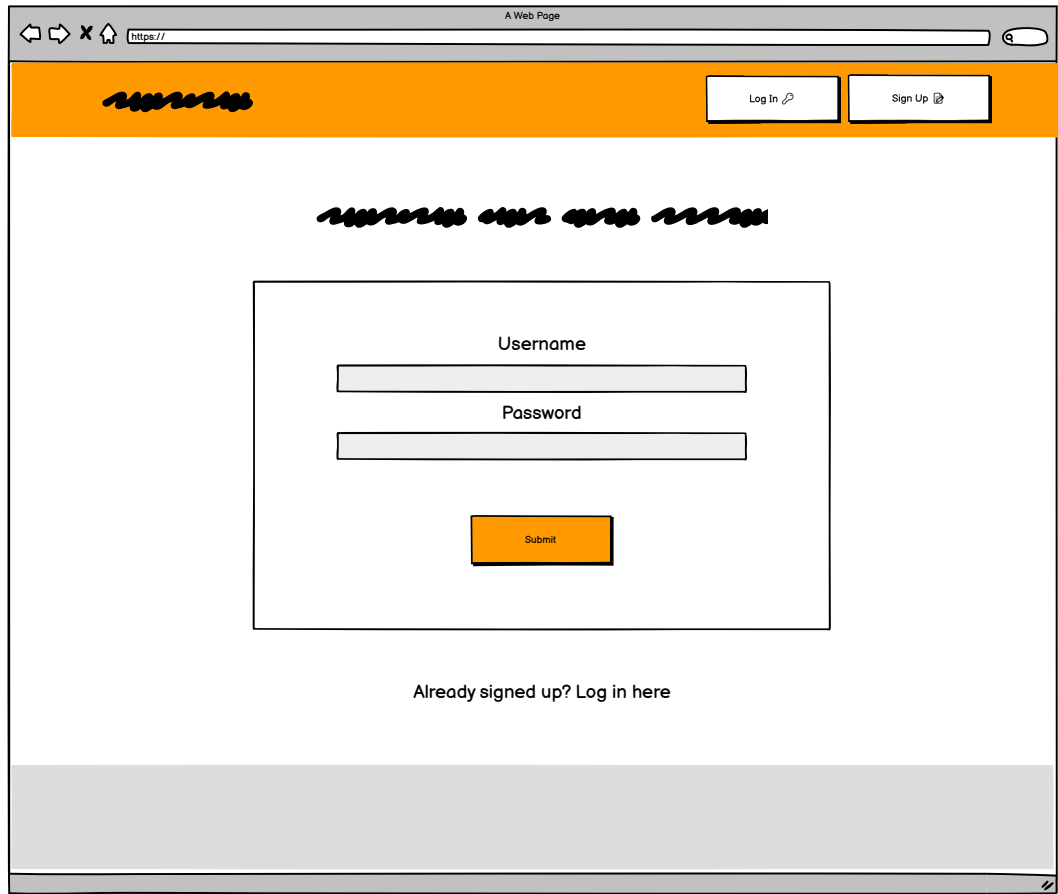 A Web Page
https://
Log In
Sign Up
Username
Password
Submit
Already signed up? Log in here